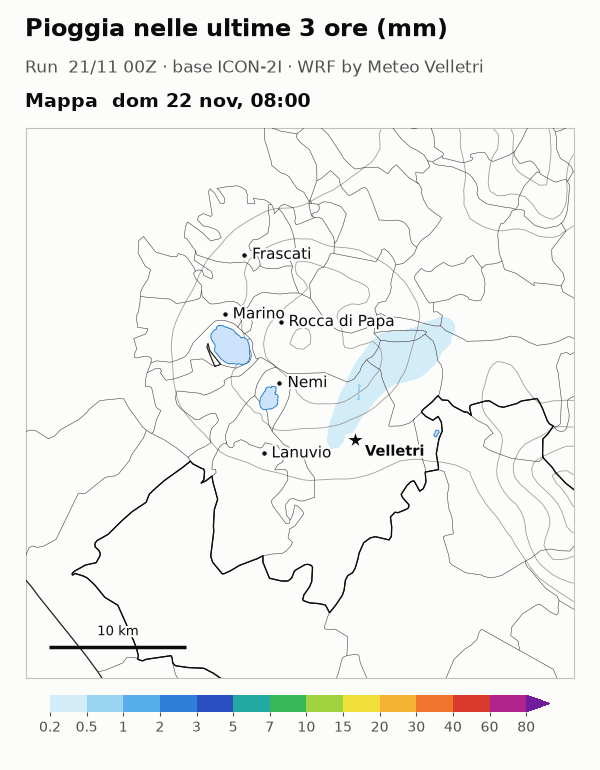 Pioggia nelle ultime 3 ore (mm)
Run  21/11 00Z · base ICON-2I · WRF by Meteo Velletri
Mappa  dom 22 nov, 08:00
Frascati
Marino
Rocca di Papa
Nemi
Velletri
Lanuvio
10 km
0.2 0.5 1 2 3 5 7 10 15 20 30 40 60 80